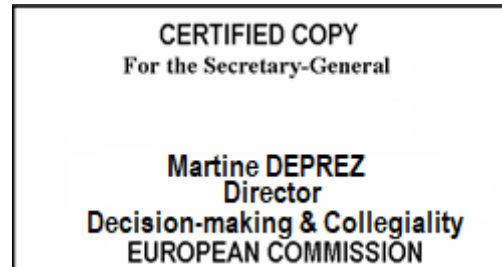 CERTIFIED COPY
For the Secretary-General
Martine DEPREZ
Director
Decision-making & Collegiality
EUROPEAN COMMISSION